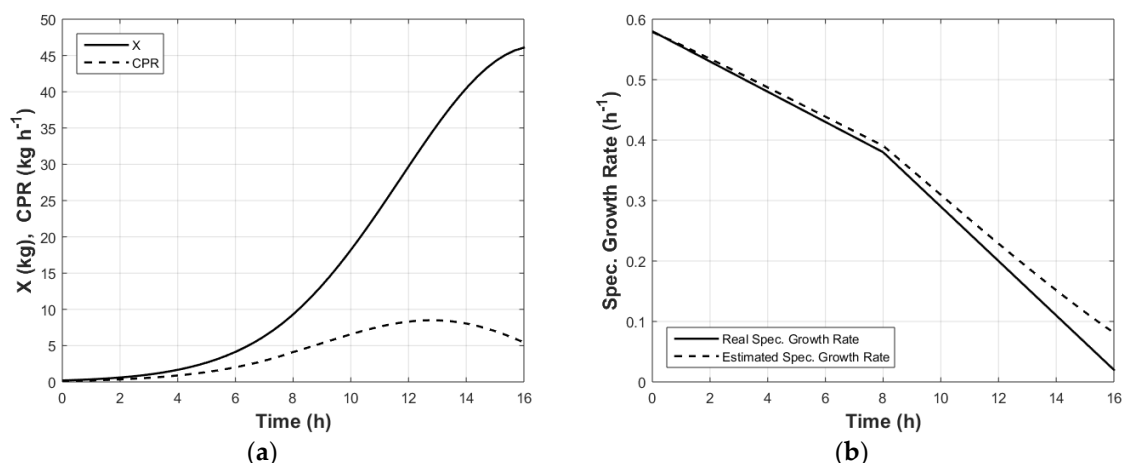 50
45
40
35
30
25
20
15
10
5
0
X (kg), CPR (kg h⁻¹)
X
CPR
0 2 4 6 8 10 12 14 16
Time (h)
(a)
0.6
0.5
0.4
0.3
0.2
0.1
0
Spec. Growth Rate (h⁻¹)
Real Spec. Growth Rate
Estimated Spec. Growth Rate
0 2 4 6 8 10 12 14 16
Time (h)
(b)